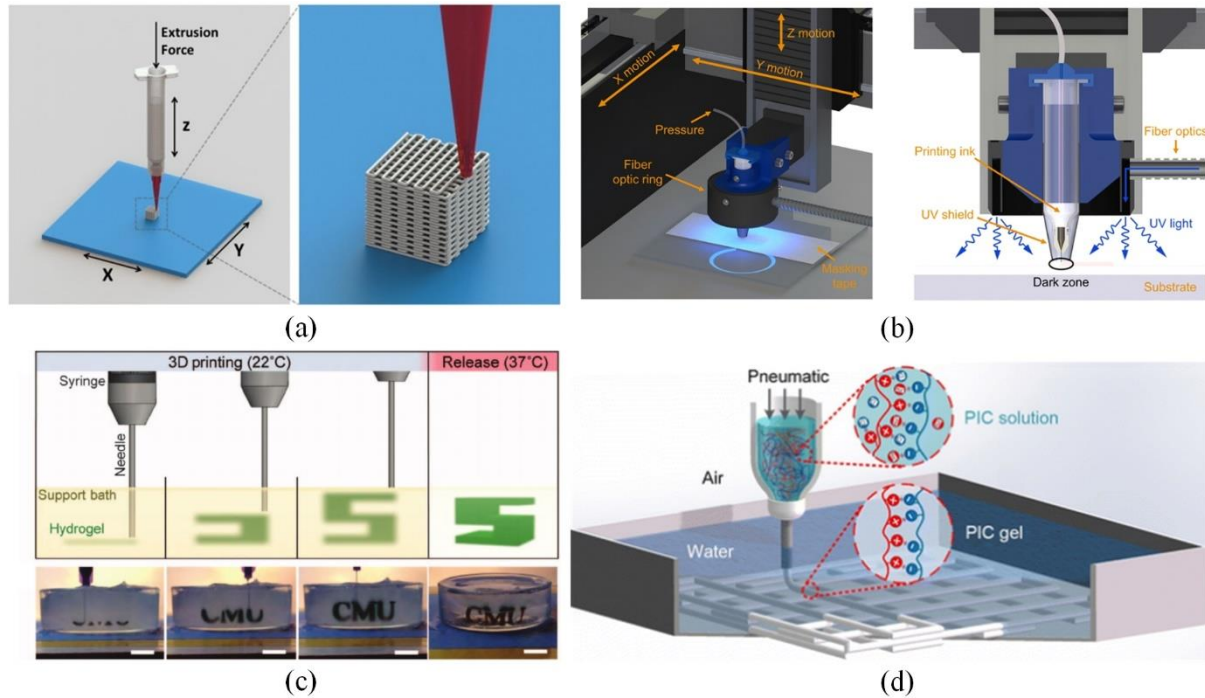 Extrusion
Force
Z
X
Y
(a)
X motion
Z motion
Y motion
Pressure
Fiber
optic ring
Masking
tape
Fiber optics
Printing ink
UV shield
UV light
Dark zone
Substrate
(b)
3D printing (22˚C)
Release (37˚C)
Syringe
Needle
Support bath
Hydrogel
CMU
CMU
CMU
CMU
(c)
Pneumatic
PIC solution
Air
PIC gel
Water
(d)